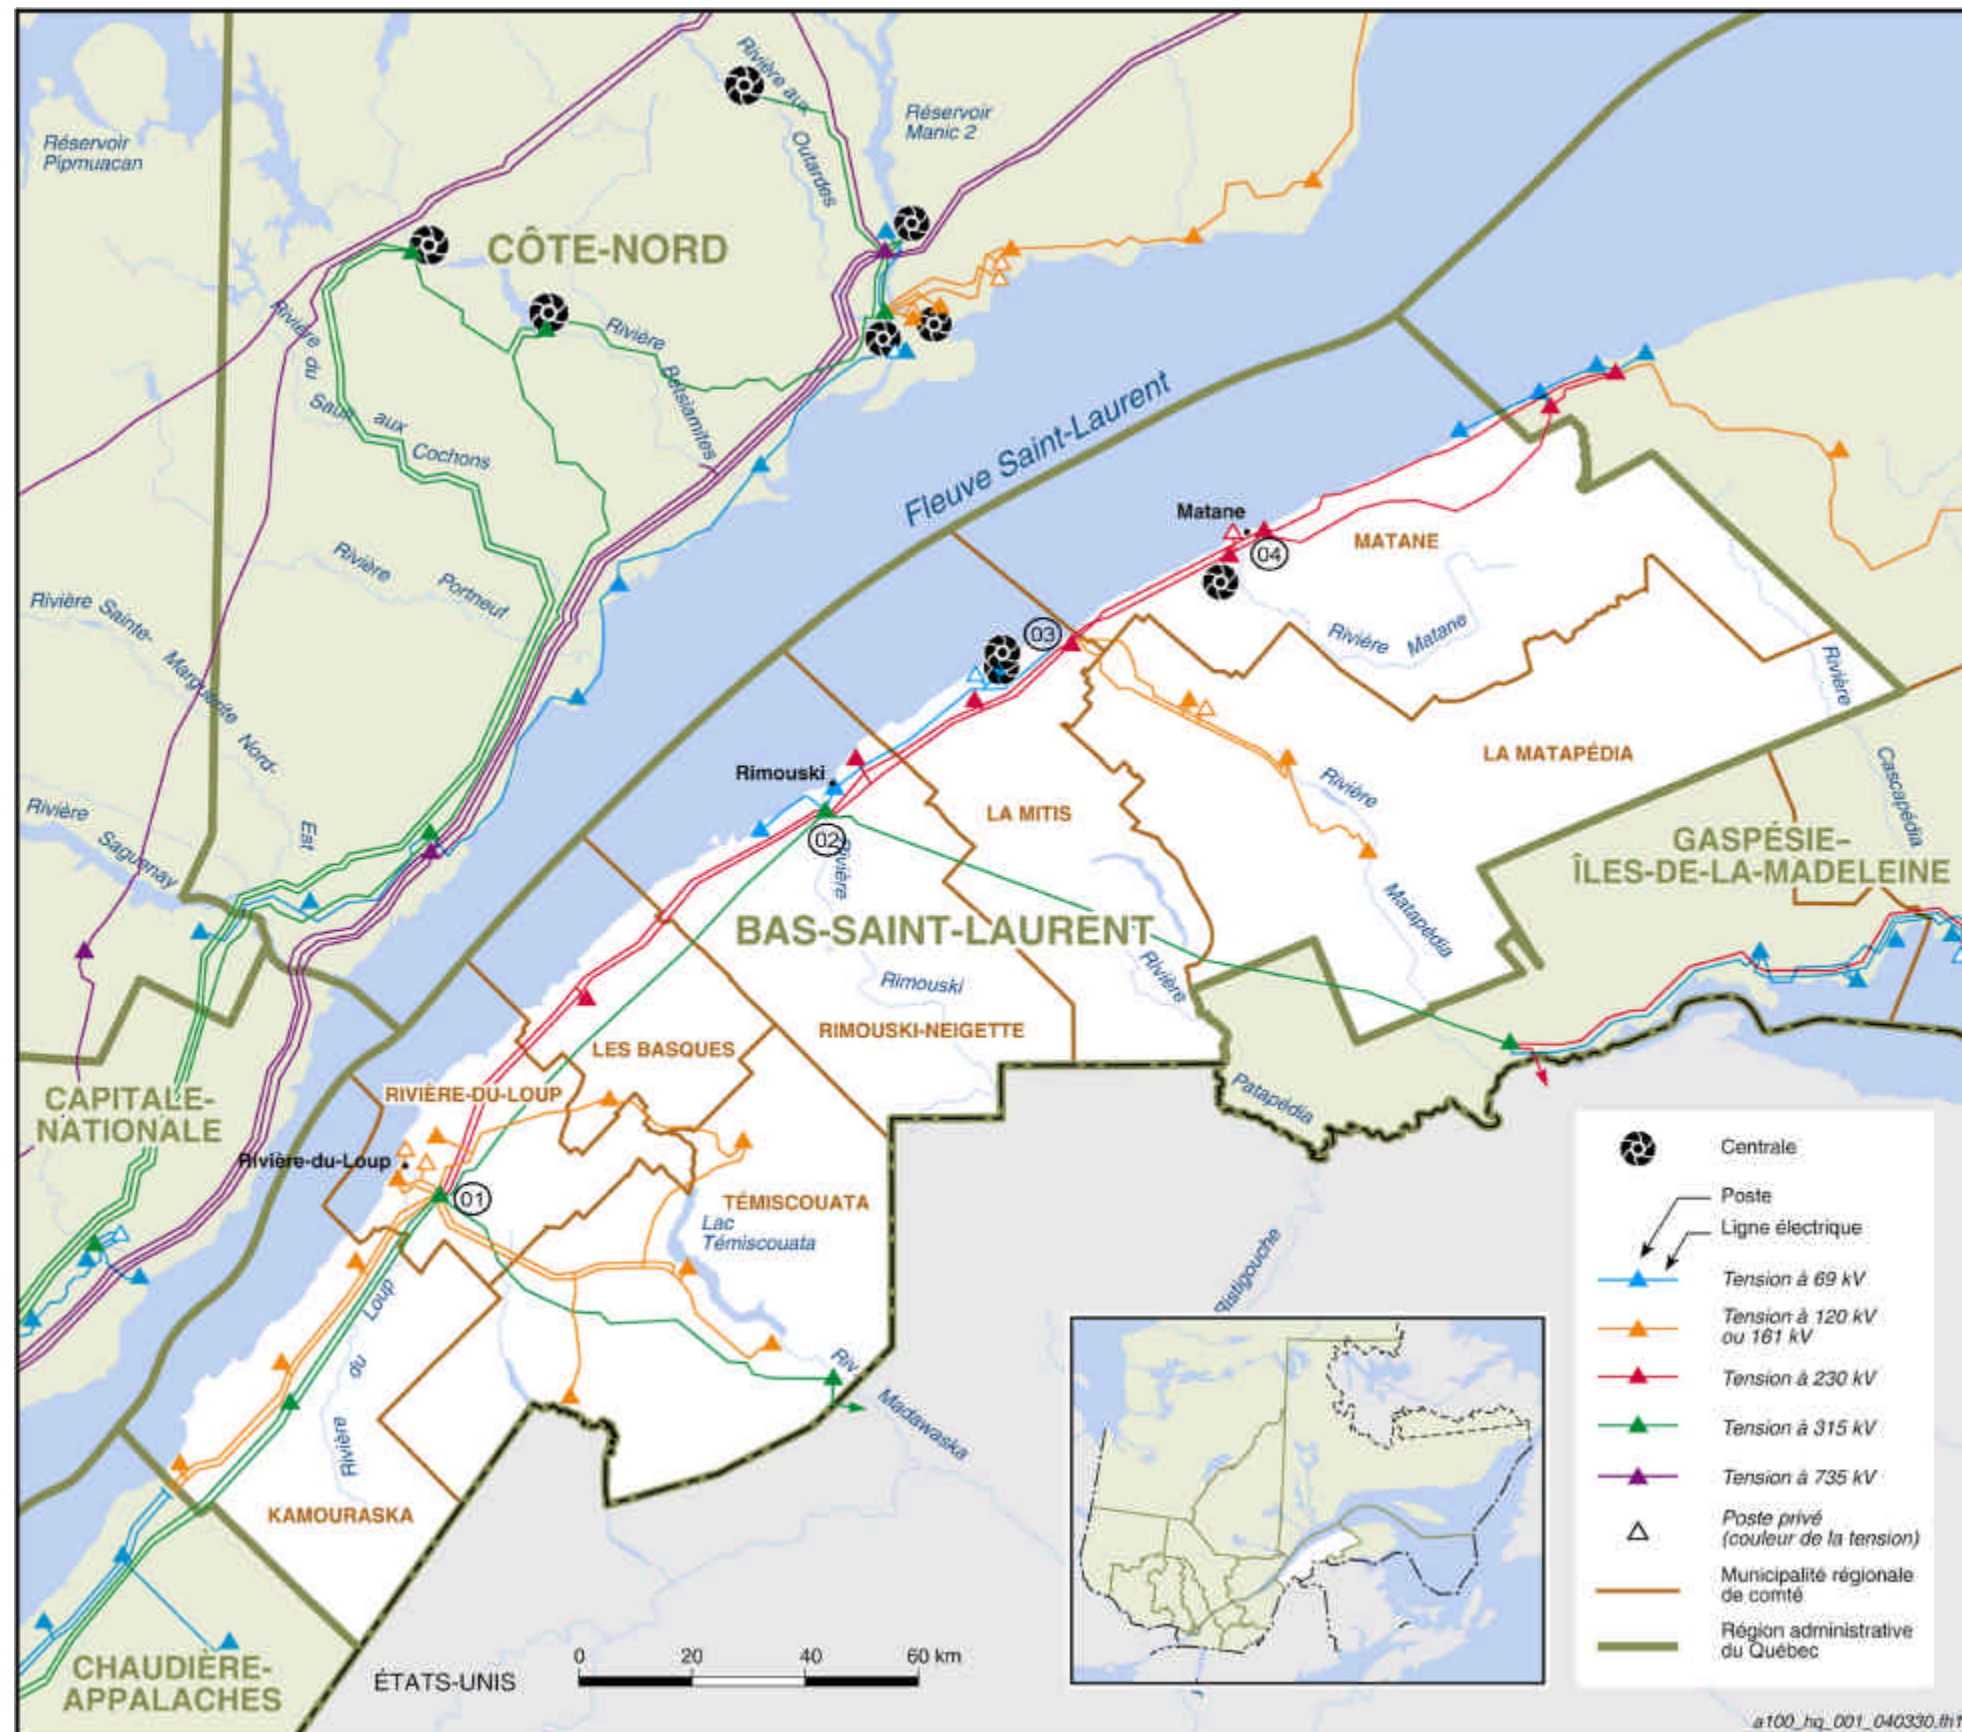 Réservoir
Pipmuacan
Rivière aux
Outardes
Réservoir
Manic 2
CÔTE-NORD
Rivière du
Sault aux
Cochons
Rivière
Betsiamites
Rivière
Portneuf
Rivière Sainte-
Marguerite Nord-
Est
Rivière
Saguenay
Fleuve Saint-Laurent
Matane
04
MATANE
Rivière Matane
03
Rivière
Cascapédia
LA MATAPÉDIA
Rivière
Matapédia
Rimouski
02
LA MITIS
GASPÉSIE–
ÎLES-DE-LA-MADELEINE
Rivière
Rimouski
BAS-SAINT-LAURENT
Rivière
Patapédia
RIMOUSKI-NEIGETTE
LES BASQUES
RIVIÈRE-DU-LOUP
CAPITALE-
NATIONALE
Rivière-du-Loup
01
TÉMISCOUATA
Lac
Témiscouata
Rivière
du
Loup
Riv
Madawaska
Ristigouche
KAMOURASKA
CHAUDIÈRE-
APPALACHES
ÉTATS-UNIS
0 20 40 60 km
Centrale
Poste
Ligne électrique
Tension à 69 kV
Tension à 120 kV
ou 161 kV
Tension à 230 kV
Tension à 315 kV
Tension à 735 kV
Poste privé
(couleur de la tension)
Municipalité régionale
de comté
Région administrative
du Québec
a100_hq_001_040330.fh1